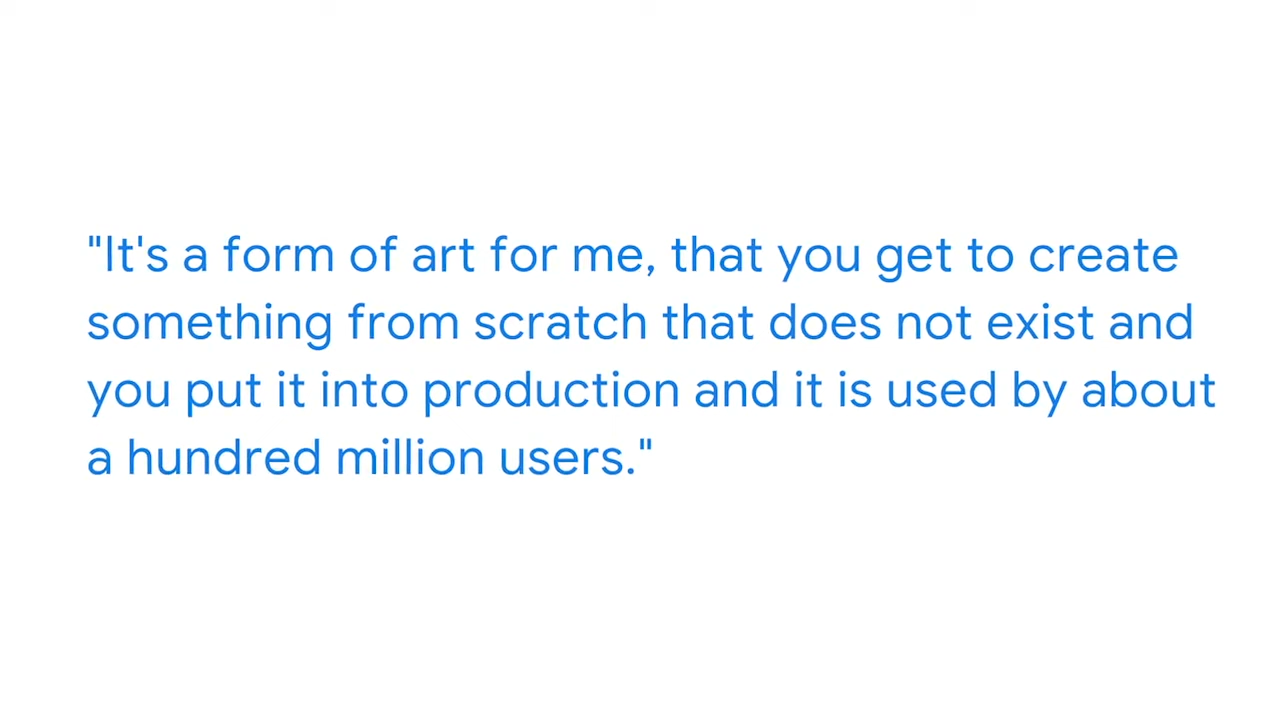 "It's a form of art for me, that you get to create
something from scratch that does not exist and
you put it into production and it is used by about
a hundred million users."